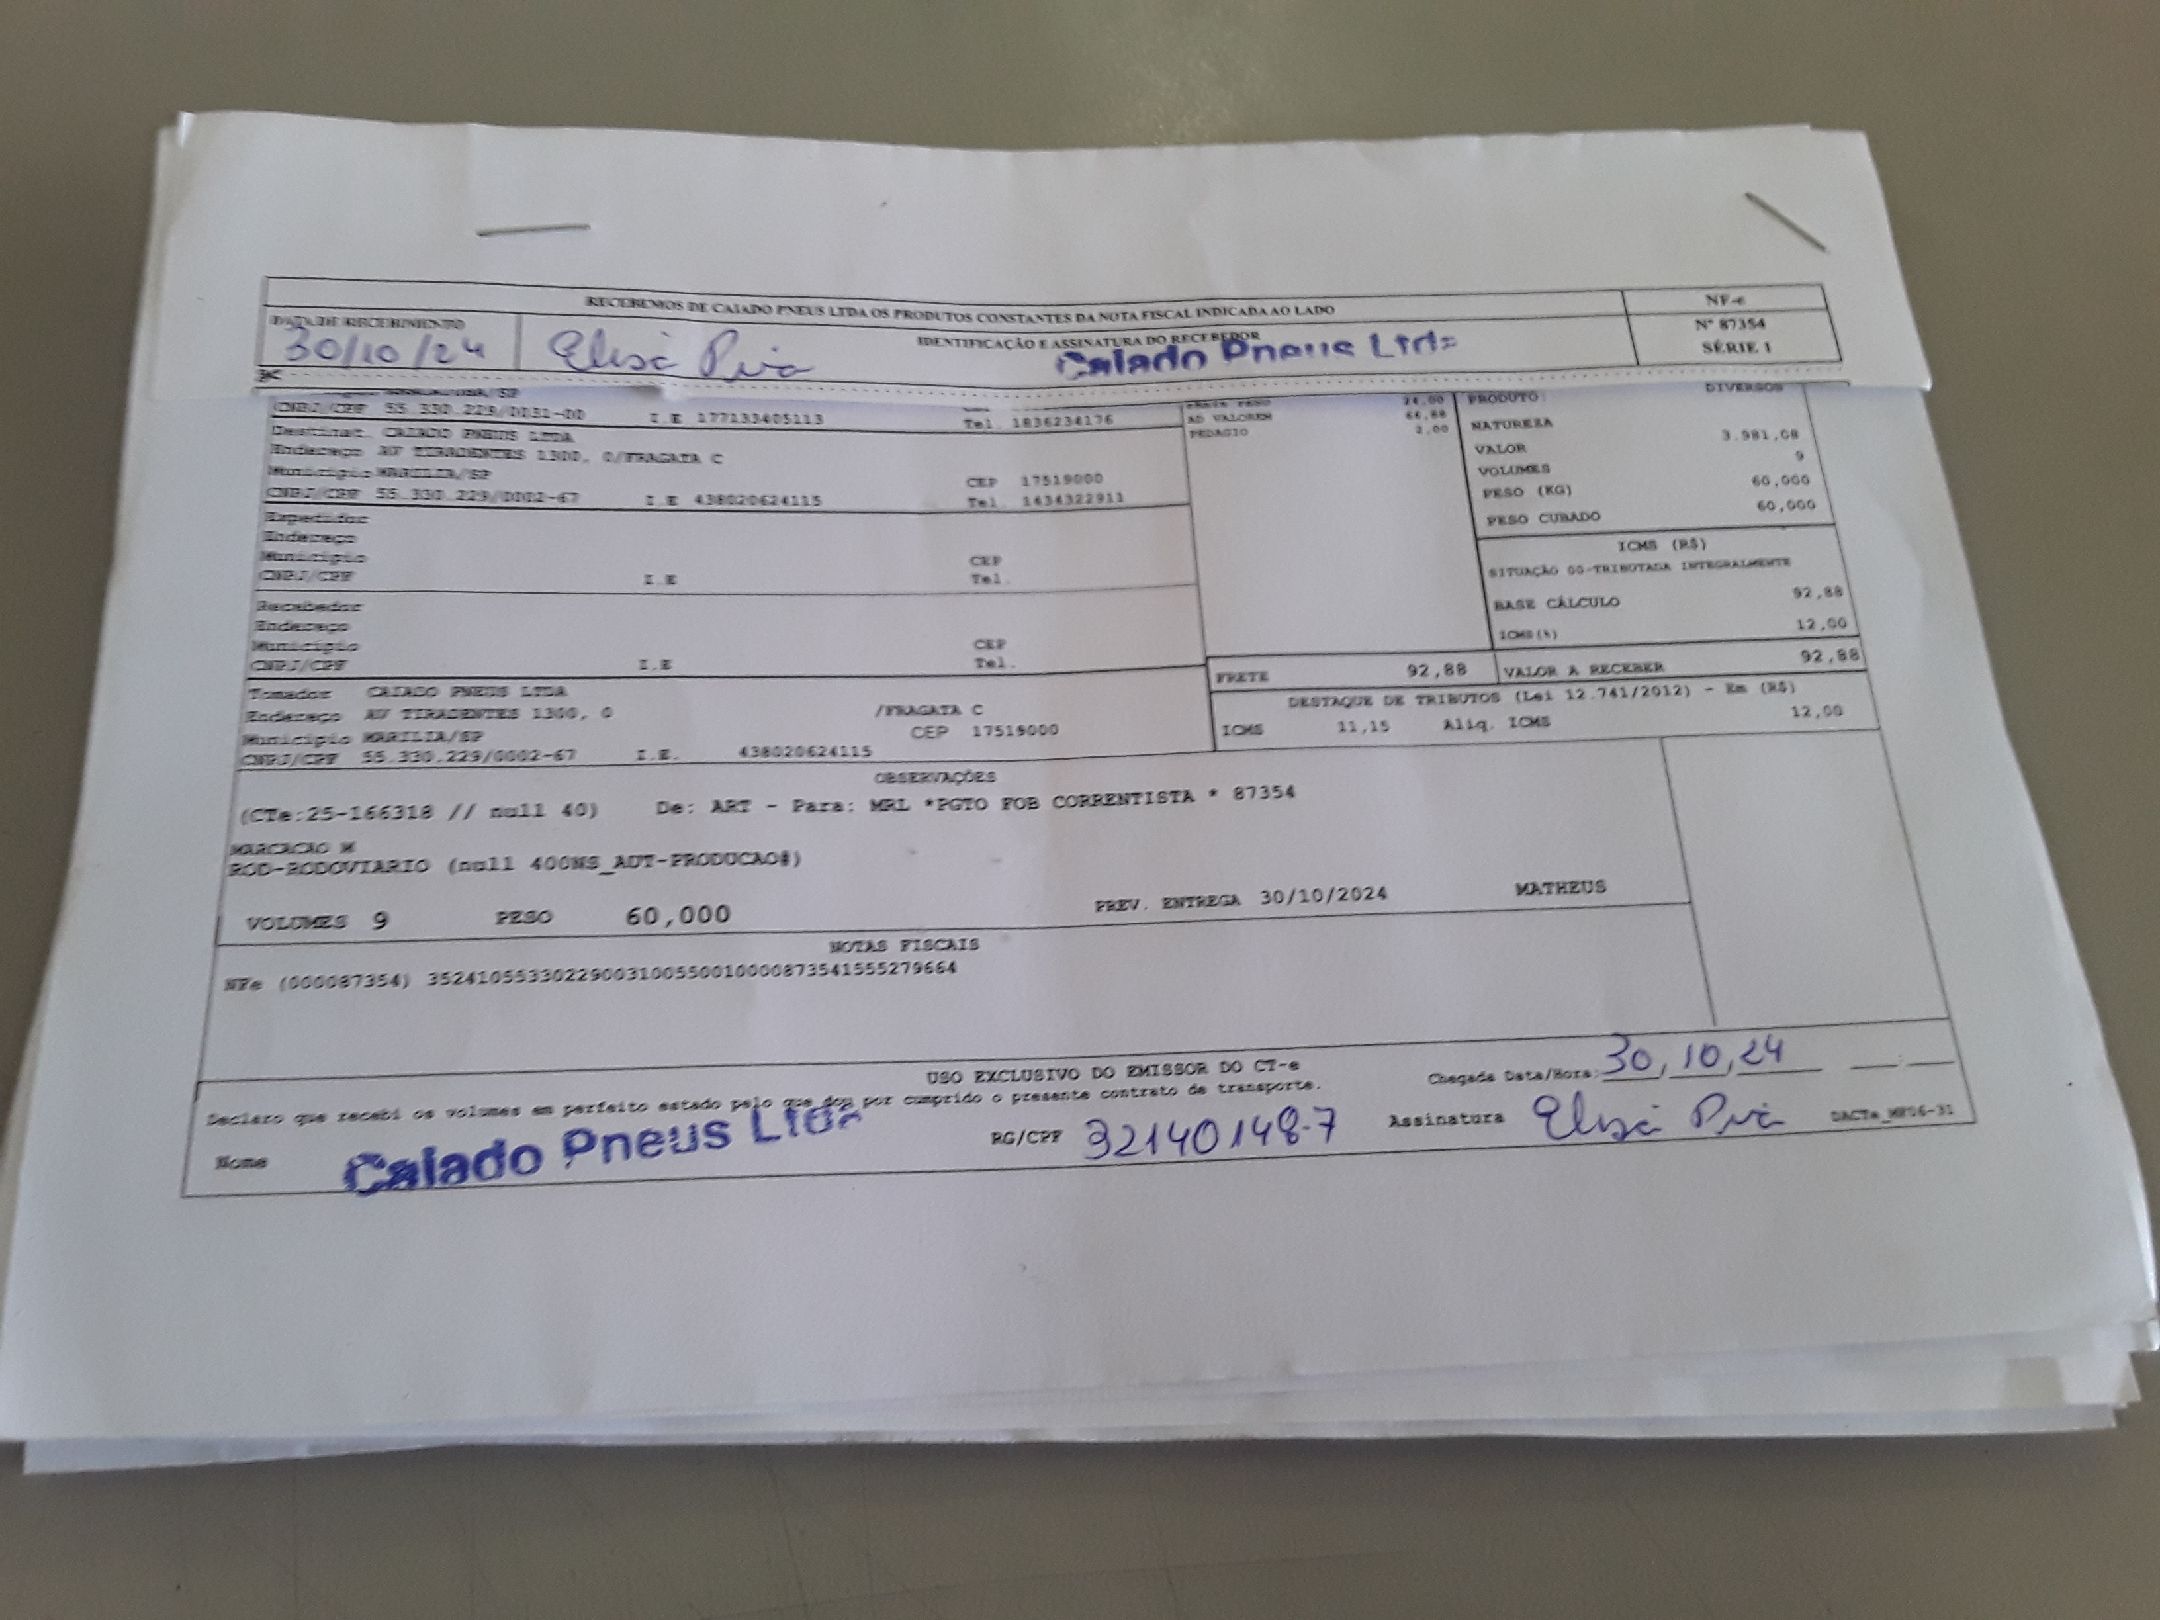 RECEBEMOS DE CAIADO PNEUS LTDA OS PRODUTOS CONSTANTES DA NOTA FISCAL INDICADA AO LADO
NF-e
Nº 87354
SÉRIE 1
DATA DE RECEBIMENTO
30/10/24
IDENTIFICAÇÃO E ASSINATURA DO RECEBEDOR
Elisa Piva
Caiado Pneus Ltda
CNPJ/CPF 55.330.229/0031-00 I.E 177133405113 Tel. 1836234176
Destinat. CAIADO PNEUS LTDA
Endereço AV TIRADENTES 1300, 0/FRAGATA C
Município MARILIA/SP CEP 17519000
CNPJ/CPF 55.330.229/0002-67 I.E 438020624115 Tel. 1434322911
Expedidor
Endereço
Município CEP
CNPJ/CPF I.E Tel.
Recebedor
Endereço
Município CEP
CNPJ/CPF I.E Tel.
Tomador CAIADO PNEUS LTDA
Endereço AV TIRADENTES 1300, 0 /FRAGATA C
Município MARILIA/SP CEP 17519000
CNPJ/CPF 55.330.229/0002-67 I.E. 438020624115
FRETE PESO 24,00
AD VALOREM 66,88
PEDAGIO 2,00
PRODUTO: DIVERSOS
NATUREZA
VALOR 3.981,08
VOLUMES 9
PESO (KG) 60,000
PESO CUBADO 60,000
ICMS (R$)
SITUAÇÃO 00-TRIBUTADA INTEGRALMENTE
BASE CÁLCULO 92,88
ICMS(%) 12,00
FRETE 92,88 VALOR A RECEBER 92,88
DESTAQUE DE TRIBUTOS (Lei 12.741/2012) - Em (R$)
ICMS 11,15 Aliq. ICMS 12,00
OBSERVAÇÕES
(CTe:25-166318 // null 40) De: ART - Para: MRL *PGTO FOB CORRENTISTA * 87354
MARCACAO M
ROD-RODOVIARIO (null 400NS_AUT-PRODUCAO#)
VOLUMES 9 PESO 60,000 PREV. ENTREGA 30/10/2024 MATHEUS
NOTAS FISCAIS
NFe (000087354) 35241055330229003100550010000873541555279664
USO EXCLUSIVO DO EMISSOR DO CT-e
Declaro que recebi os volumes em perfeito estado pelo que dou por cumprido o presente contrato de transporte.
Chegada Data/Hora: 30, 10, 24
Nome Caiado Pneus Ltda RG/CPF 32140148-7 Assinatura Elisa Piva DACTe_MP06-31